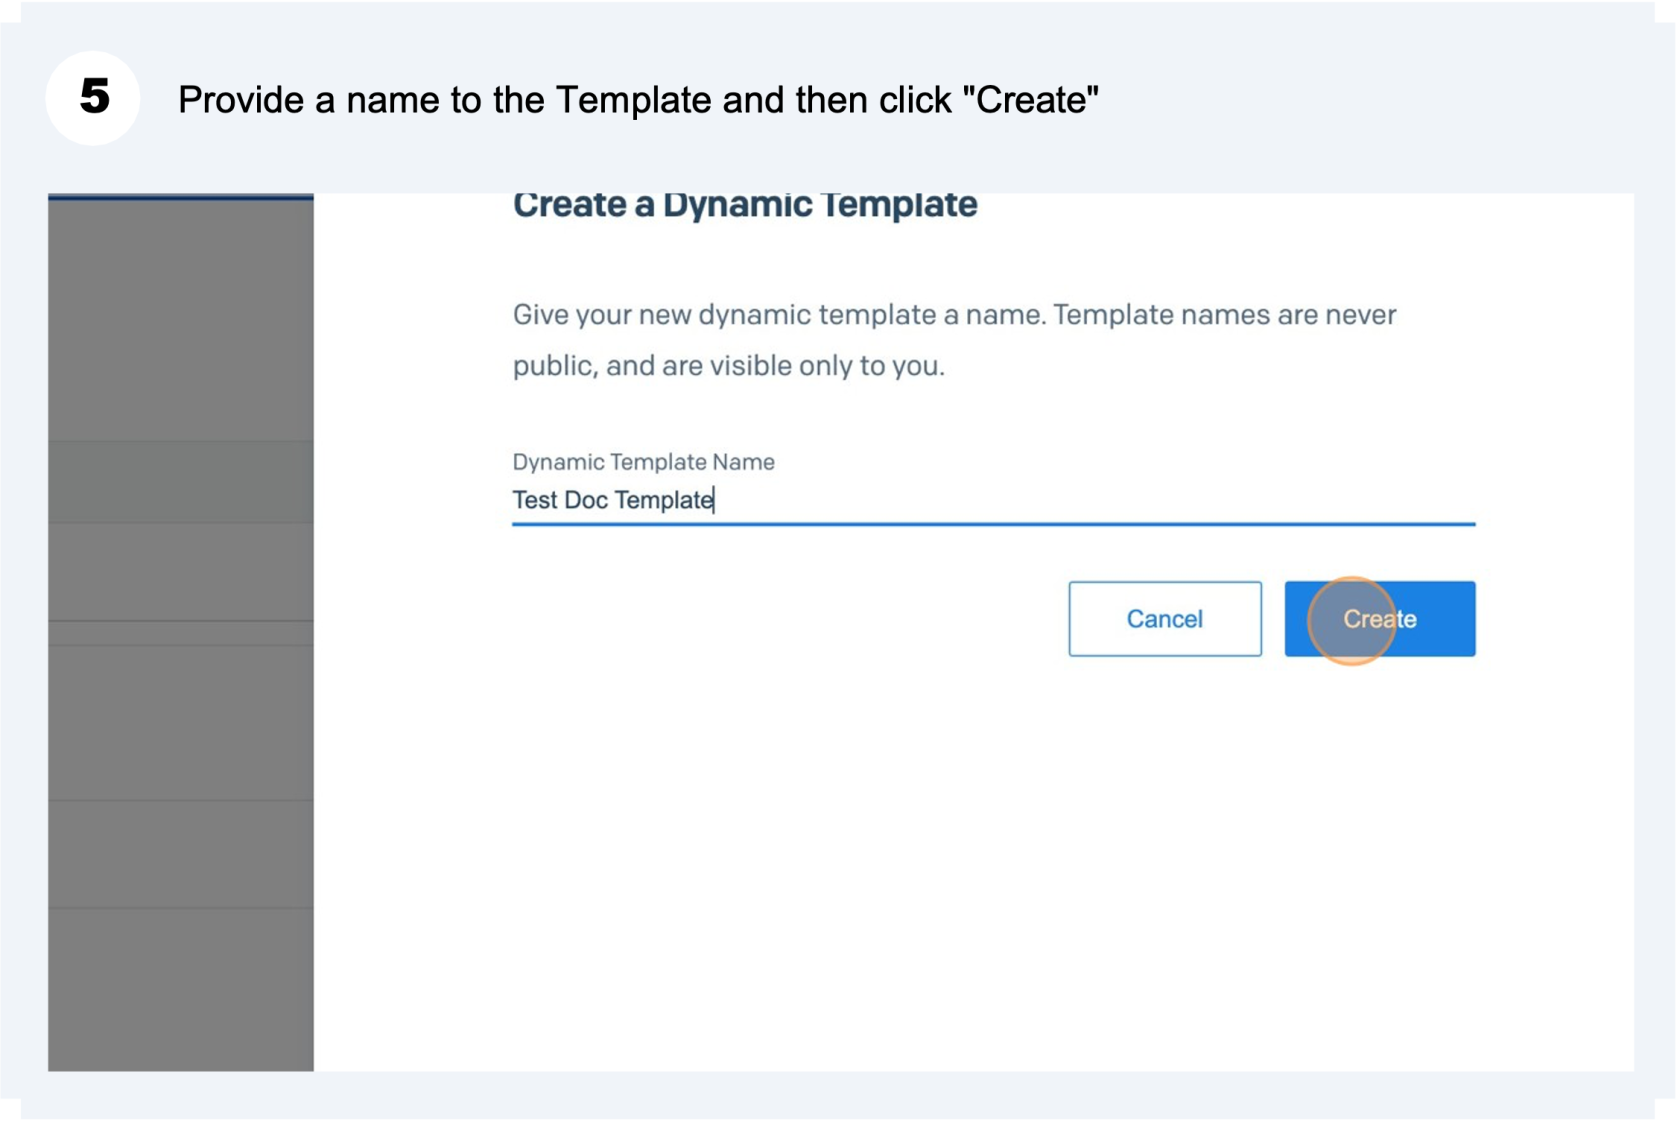 5
Provide a name to the Template and then click "Create"
Create a Dynamic Template
Give your new dynamic template a name. Template names are never
public, and are visible only to you.
Dynamic Template Name
Test Doc Template
Cancel
Create